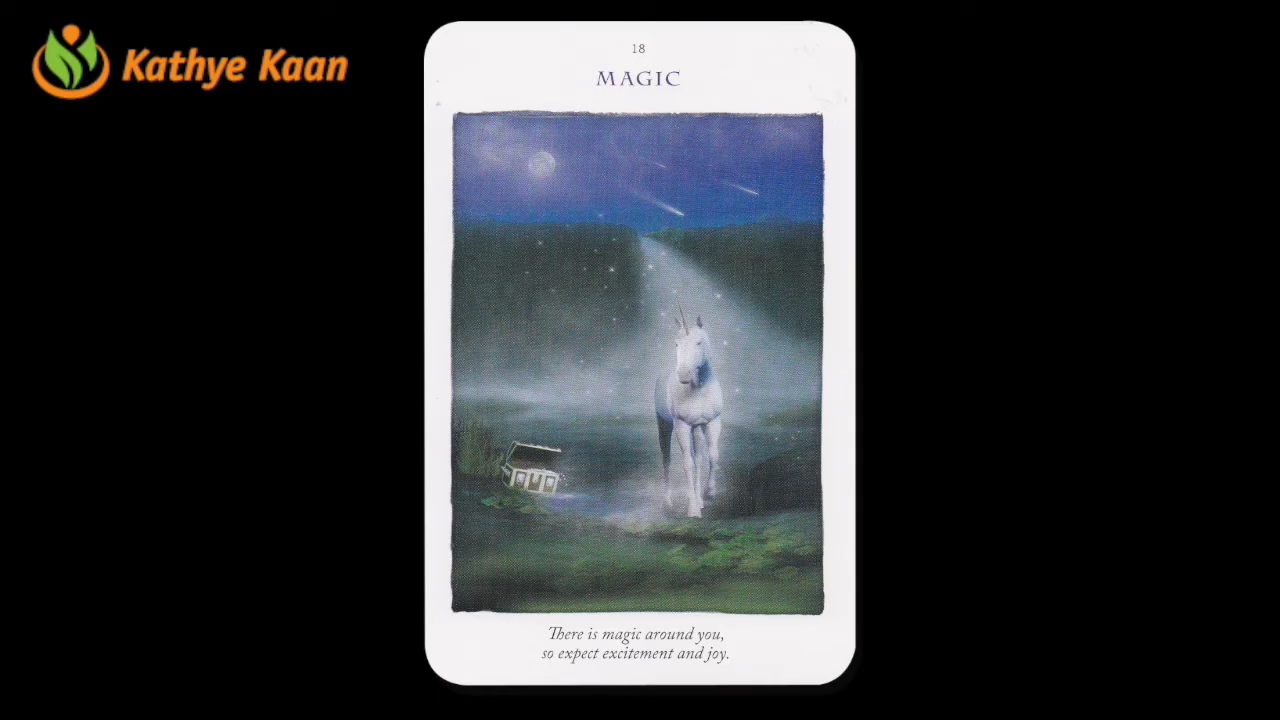 Kathye Kaan
18
MAGIC
There is magic around you,
so expect excitement and joy.